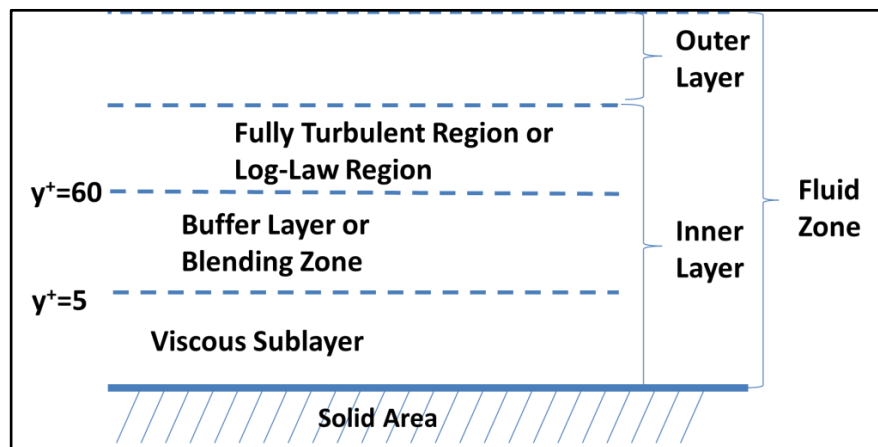 Outer
Layer
Fully Turbulent Region or
Log-Law Region
y⁺=60
Fluid
Zone
Buffer Layer or
Blending Zone
Inner
Layer
y⁺=5
Viscous Sublayer
Solid Area